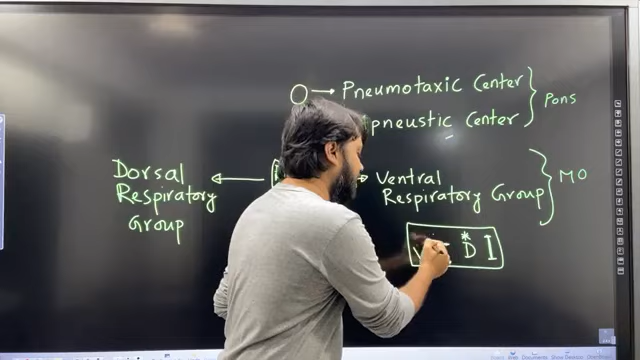 Pneumotaxic Center
pneustic Center
Pons
Dorsal
Respiratory
Group
Ventral
Respiratory Group
MO
* D I